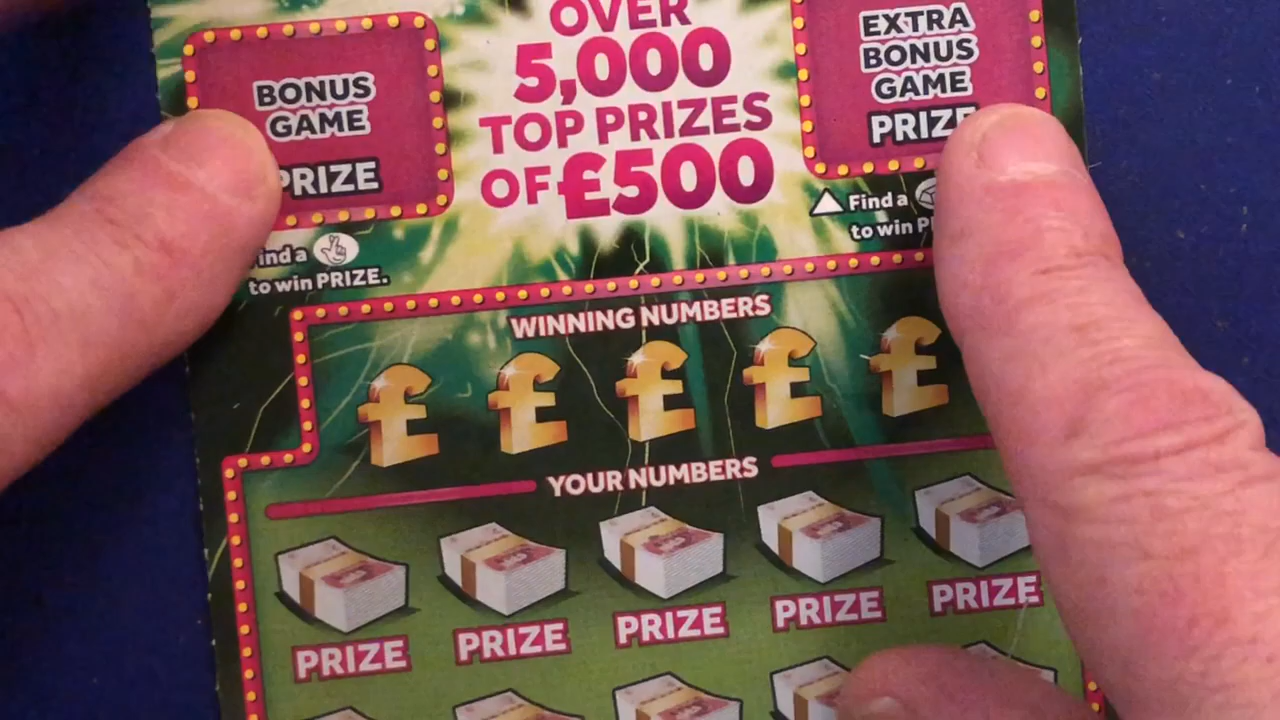 OVER
5,000
TOP PRIZES
OF £500
BONUS
GAME
PRIZE
EXTRA
BONUS
GAME
PRIZE
Find a
to win
ind a
to win PRIZE.
WINNING NUMBERS
£ £ £ £ £
YOUR NUMBERS
PRIZE PRIZE PRIZE PRIZE PRIZE